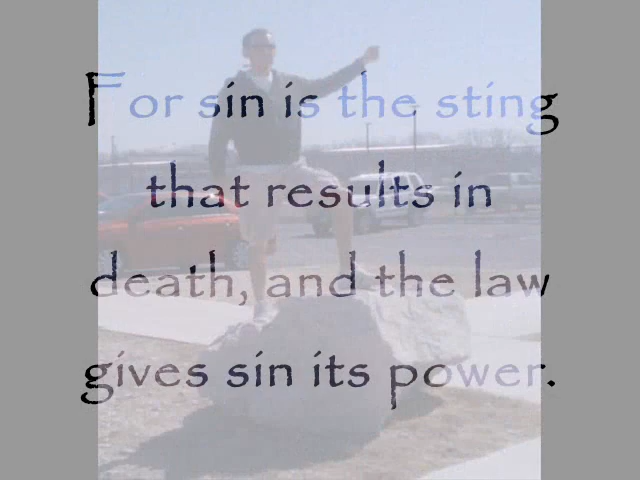 For sin is the sting
that results in
death, and the law
gives sin its power.